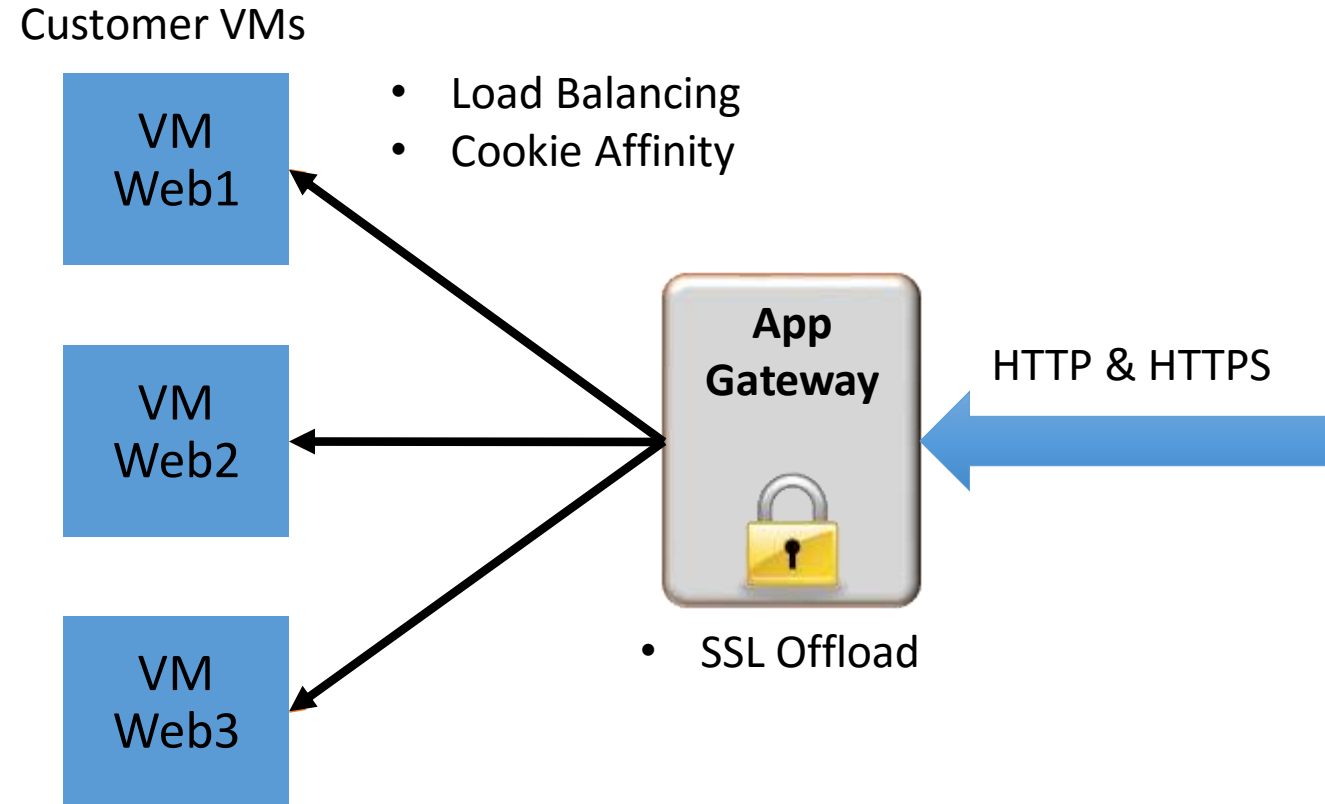 Customer VMs
VM
Web1
• Load Balancing
• Cookie Affinity
App
Gateway
HTTP & HTTPS
VM
Web2
• SSL Offload
VM
Web3